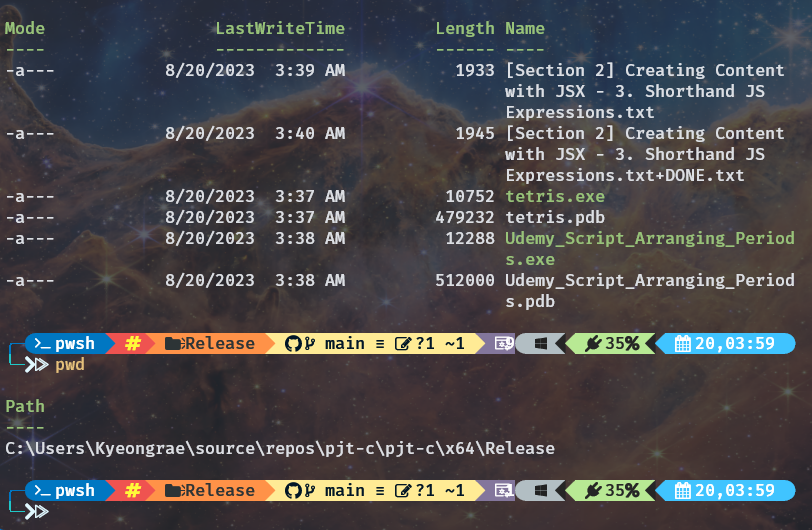 Mode LastWriteTime Length Name
---- ------------- ------ ----
-a--- 8/20/2023 3:39 AM 1933 [Section 2] Creating Content
with JSX - 3. Shorthand JS
Expressions.txt
-a--- 8/20/2023 3:40 AM 1945 [Section 2] Creating Content
with JSX - 3. Shorthand JS
Expressions.txt+DONE.txt
-a--- 8/20/2023 3:37 AM 10752 tetris.exe
-a--- 8/20/2023 3:37 AM 479232 tetris.pdb
-a--- 8/20/2023 3:38 AM 12288 Udemy_Script_Arranging_Period
s.exe
-a--- 8/20/2023 3:38 AM 512000 Udemy_Script_Arranging_Period
s.pdb
pwsh # Release main ≡ ?1 ~1 35% 20,03:59
pwd
Path
----
C:\Users\Kyeongrae\source\repos\pjt-c\pjt-c\x64\Release
pwsh # Release main ≡ ?1 ~1 35% 20,03:59